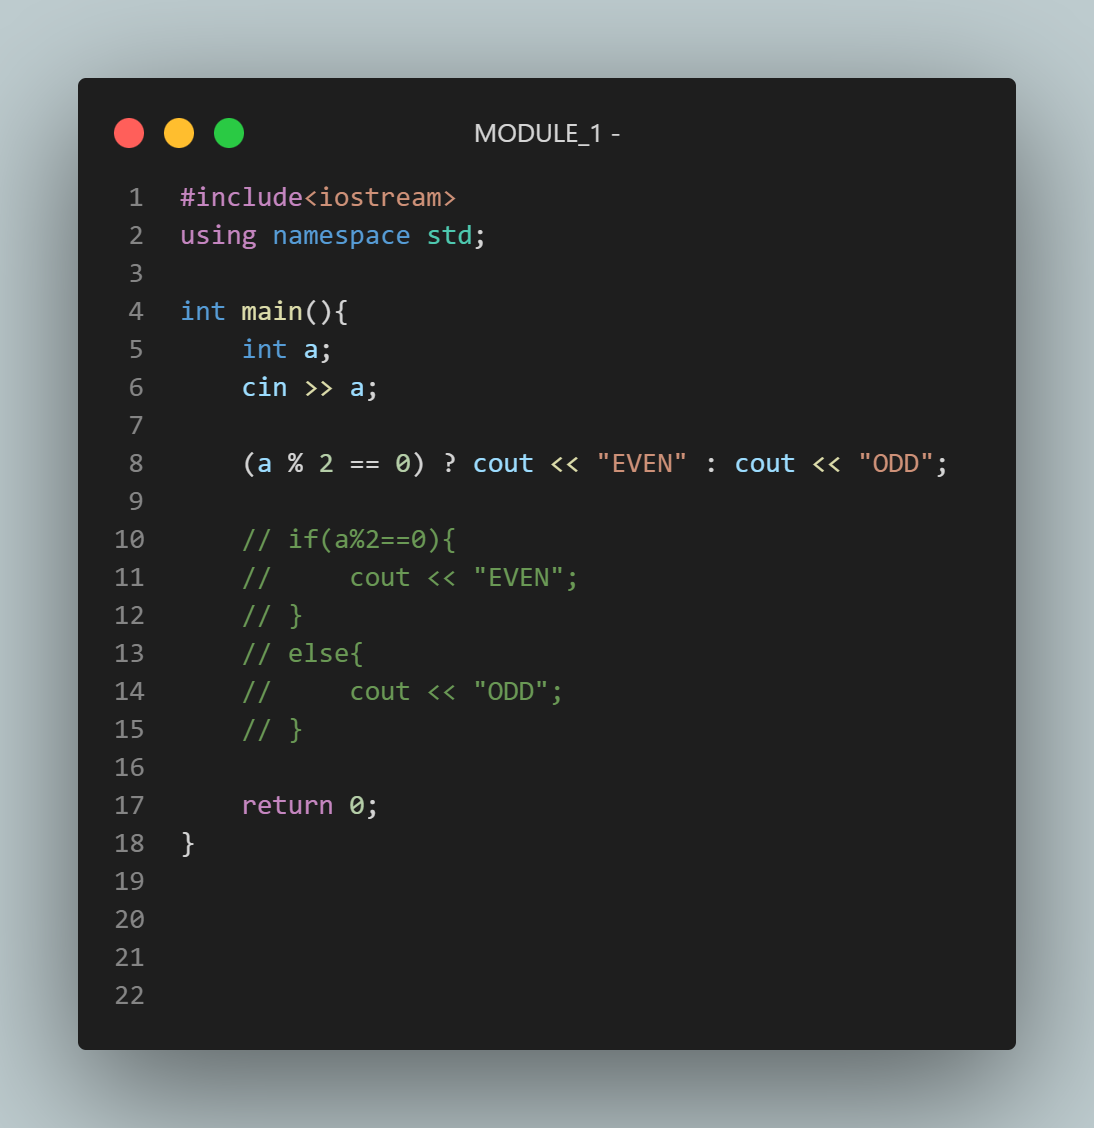 MODULE_1 -
1 #include<iostream>
2 using namespace std;
3
4 int main(){
5     int a;
6     cin >> a;
7
8     (a % 2 == 0) ? cout << "EVEN" : cout << "ODD";
9
10     // if(a%2==0){
11     //     cout << "EVEN";
12     // }
13     // else{
14     //     cout << "ODD";
15     // }
16
17     return 0;
18 }
19
20
21
22